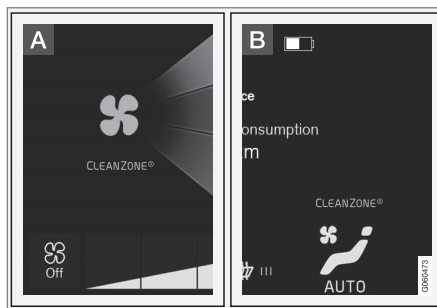 A
CLEANZONE®
Off
B
ce
onsumption
m
CLEANZONE®
AUTO
G060473